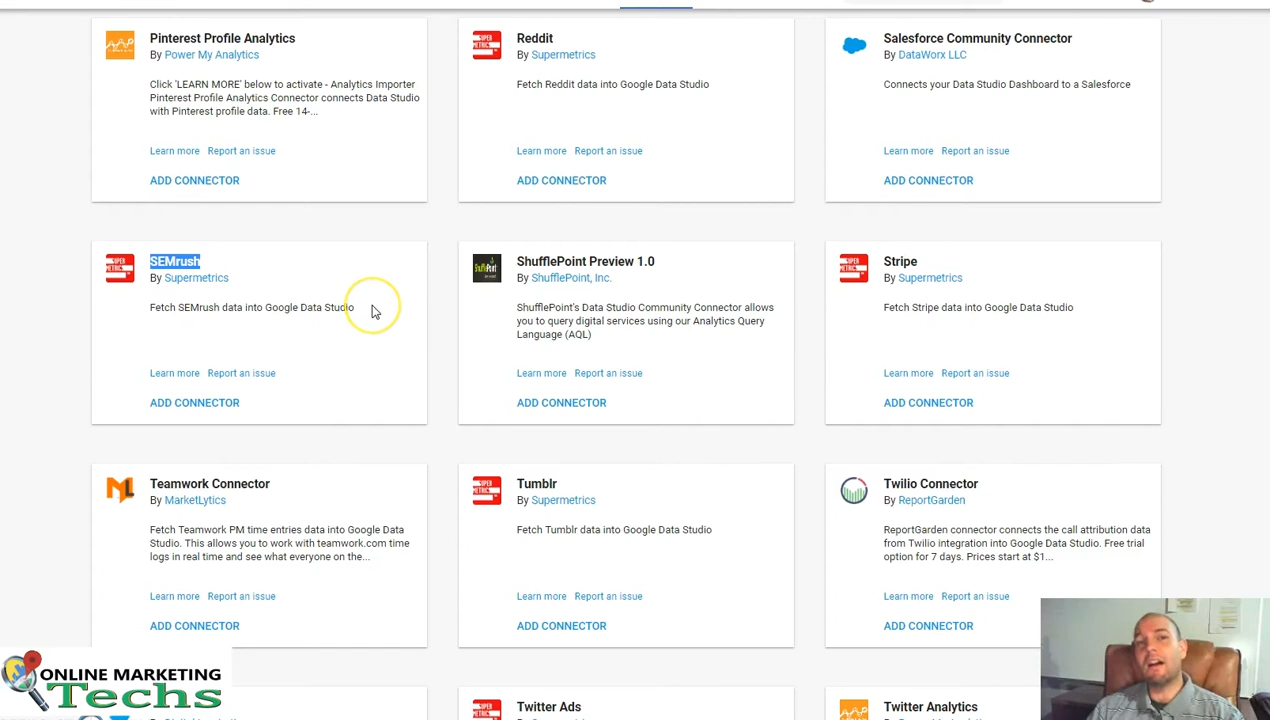 Pinterest Profile Analytics
By Power My Analytics
Click 'LEARN MORE' below to activate - Analytics Importer
Pinterest Profile Analytics Connector connects Data Studio
with Pinterest profile data. Free 14-...
Learn more Report an issue
ADD CONNECTOR
Reddit
By Supermetrics
Fetch Reddit data into Google Data Studio
Learn more Report an issue
ADD CONNECTOR
Salesforce Community Connector
By DataWorx LLC
Connects your Data Studio Dashboard to a Salesforce
Learn more Report an issue
ADD CONNECTOR
SUPER METRICS
SEMrush
By Supermetrics
Fetch SEMrush data into Google Data Studio
Learn more Report an issue
ADD CONNECTOR
ShufflePoint
ShufflePoint Preview 1.0
By ShufflePoint, Inc.
ShufflePoint's Data Studio Community Connector allows
you to query digital services using our Analytics Query
Language (AQL)
Learn more Report an issue
ADD CONNECTOR
SUPER METRICS
Stripe
By Supermetrics
Fetch Stripe data into Google Data Studio
Learn more Report an issue
ADD CONNECTOR
Teamwork Connector
By MarketLytics
Fetch Teamwork PM time entries data into Google Data
Studio. This allows you to work with teamwork.com time
logs in real time and see what everyone on the...
Learn more Report an issue
ADD CONNECTOR
SUPER METRICS
Tumblr
By Supermetrics
Fetch Tumblr data into Google Data Studio
Learn more Report an issue
ADD CONNECTOR
Twilio Connector
By ReportGarden
ReportGarden connector connects the call attribution data
from Twilio integration into Google Data Studio. Free trial
option for 7 days. Prices start at $1...
Learn more Report an issue
ADD CONNECTOR
ONLINE MARKETING
Techs
Twitter Ads
Twitter Analytics